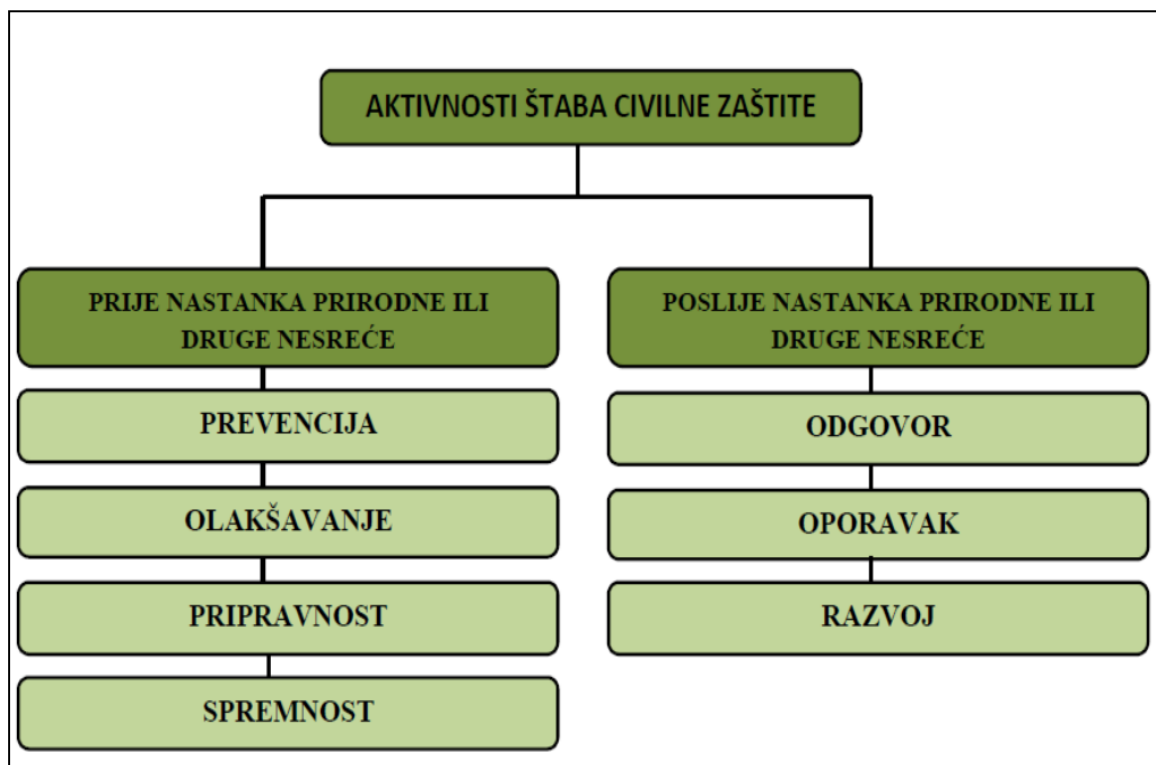 AKTIVNOSTI ŠTABA CIVILNE ZAŠTITE
PRIJE NASTANKA PRIRODNE ILI
DRUGE NESREĆE
PREVENCIJA
OLAKŠAVANJE
PRIPRAVNOST
SPREMNOST
POSLIJE NASTANKA PRIRODNE ILI
DRUGE NESREĆE
ODGOVOR
OPORAVAK
RAZVOJ